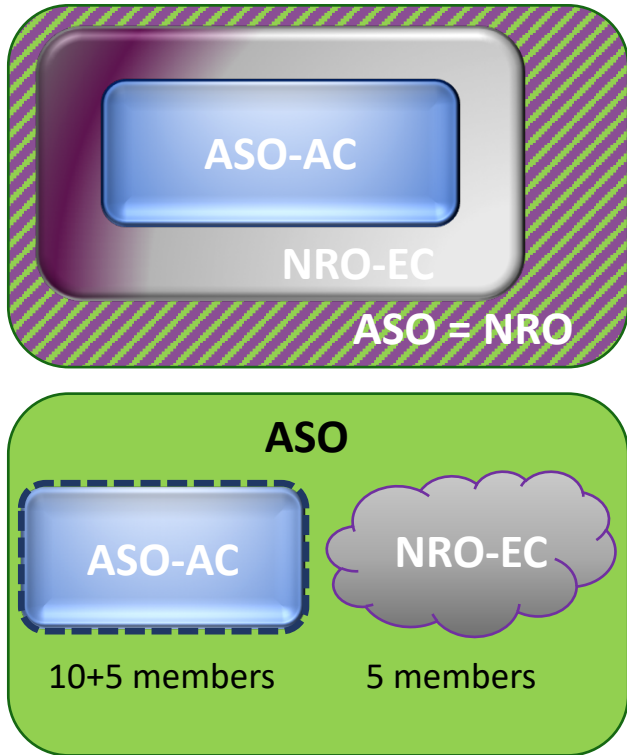 ASO-AC
NRO-EC
ASO = NRO
ASO
ASO-AC
NRO-EC
10+5 members
5 members